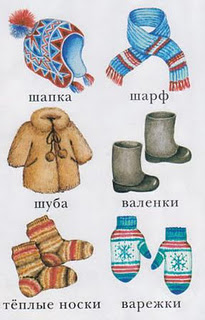 шапка
шарф
шуба
валенки
тёплые носки
варежки